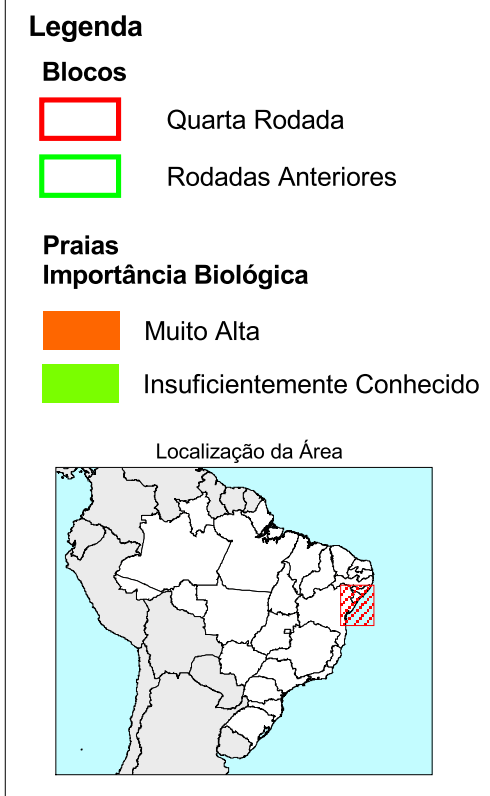 Legenda
Blocos
Quarta Rodada
Rodadas Anteriores
Praias
Importância Biológica
Muito Alta
Insuficientemente Conhecido
Localização da Área